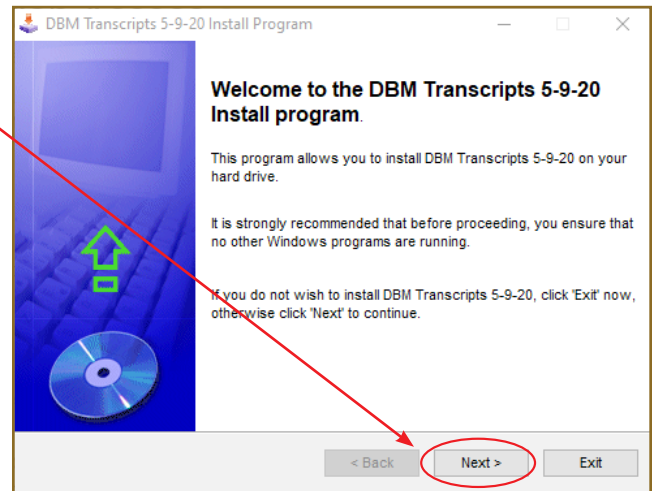 DBM Transcripts 5-9-20 Install Program
Welcome to the DBM Transcripts 5-9-20
Install program.
This program allows you to install DBM Transcripts 5-9-20 on your
hard drive.
It is strongly recommended that before proceeding, you ensure that
no other Windows programs are running.
If you do not wish to install DBM Transcripts 5-9-20, click 'Exit' now,
otherwise click 'Next' to continue.
< Back Next > Exit